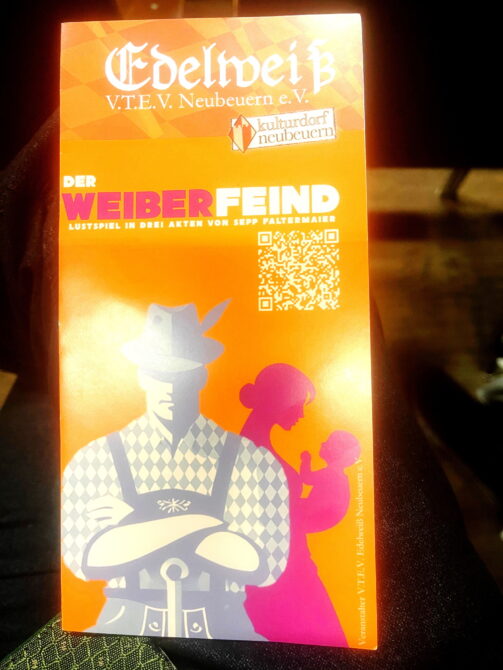 Edelweiß
V.T.E.V. Neubeuern e.V.
kulturdorf
neubeuern
DER
WEIBERFEIND
LUSTSPIEL IN DREI AKTEN VON SEPP FALTERMAIER
Veranstalter V.T.E.V. Edelweiß Neubeuern e.V.